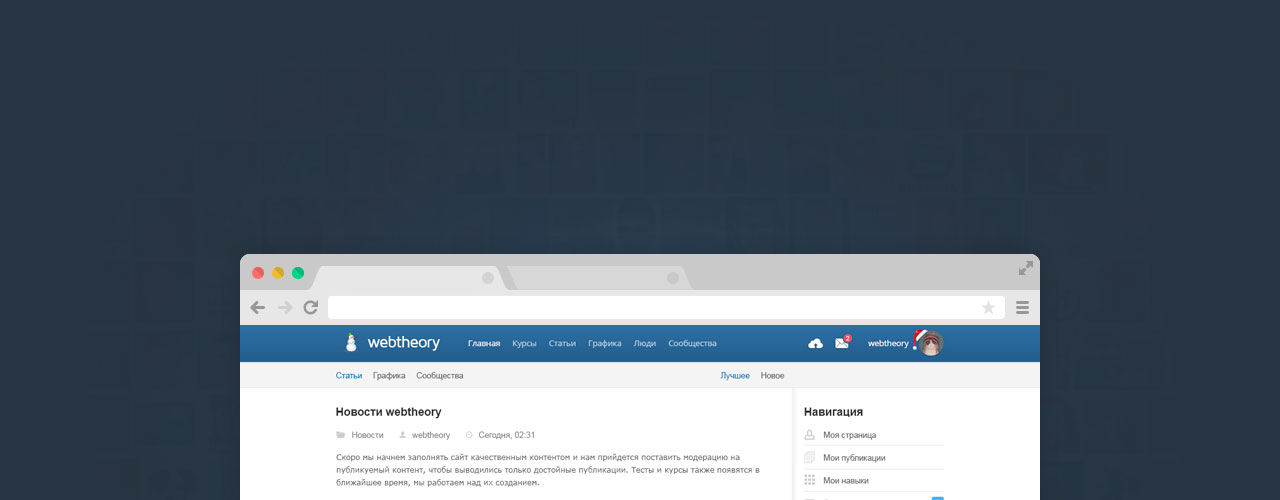 webtheory Главная Курсы Статьи Графика Люди Сообщества 2 webtheory
Статьи Графика Сообщества Лучшее Новое
Новости webtheory
Новости webtheory Сегодня, 02:31
Скоро мы начнем заполнять сайт качественным контентом и нам прийдется поставить модерацию на
публикуемый контент, чтобы выводились только достойные публикации. Тесты и курсы также появятся в
ближайшее время, мы работаем над их созданием.
Навигация
Моя страница
Мои публикации
Мои навыки